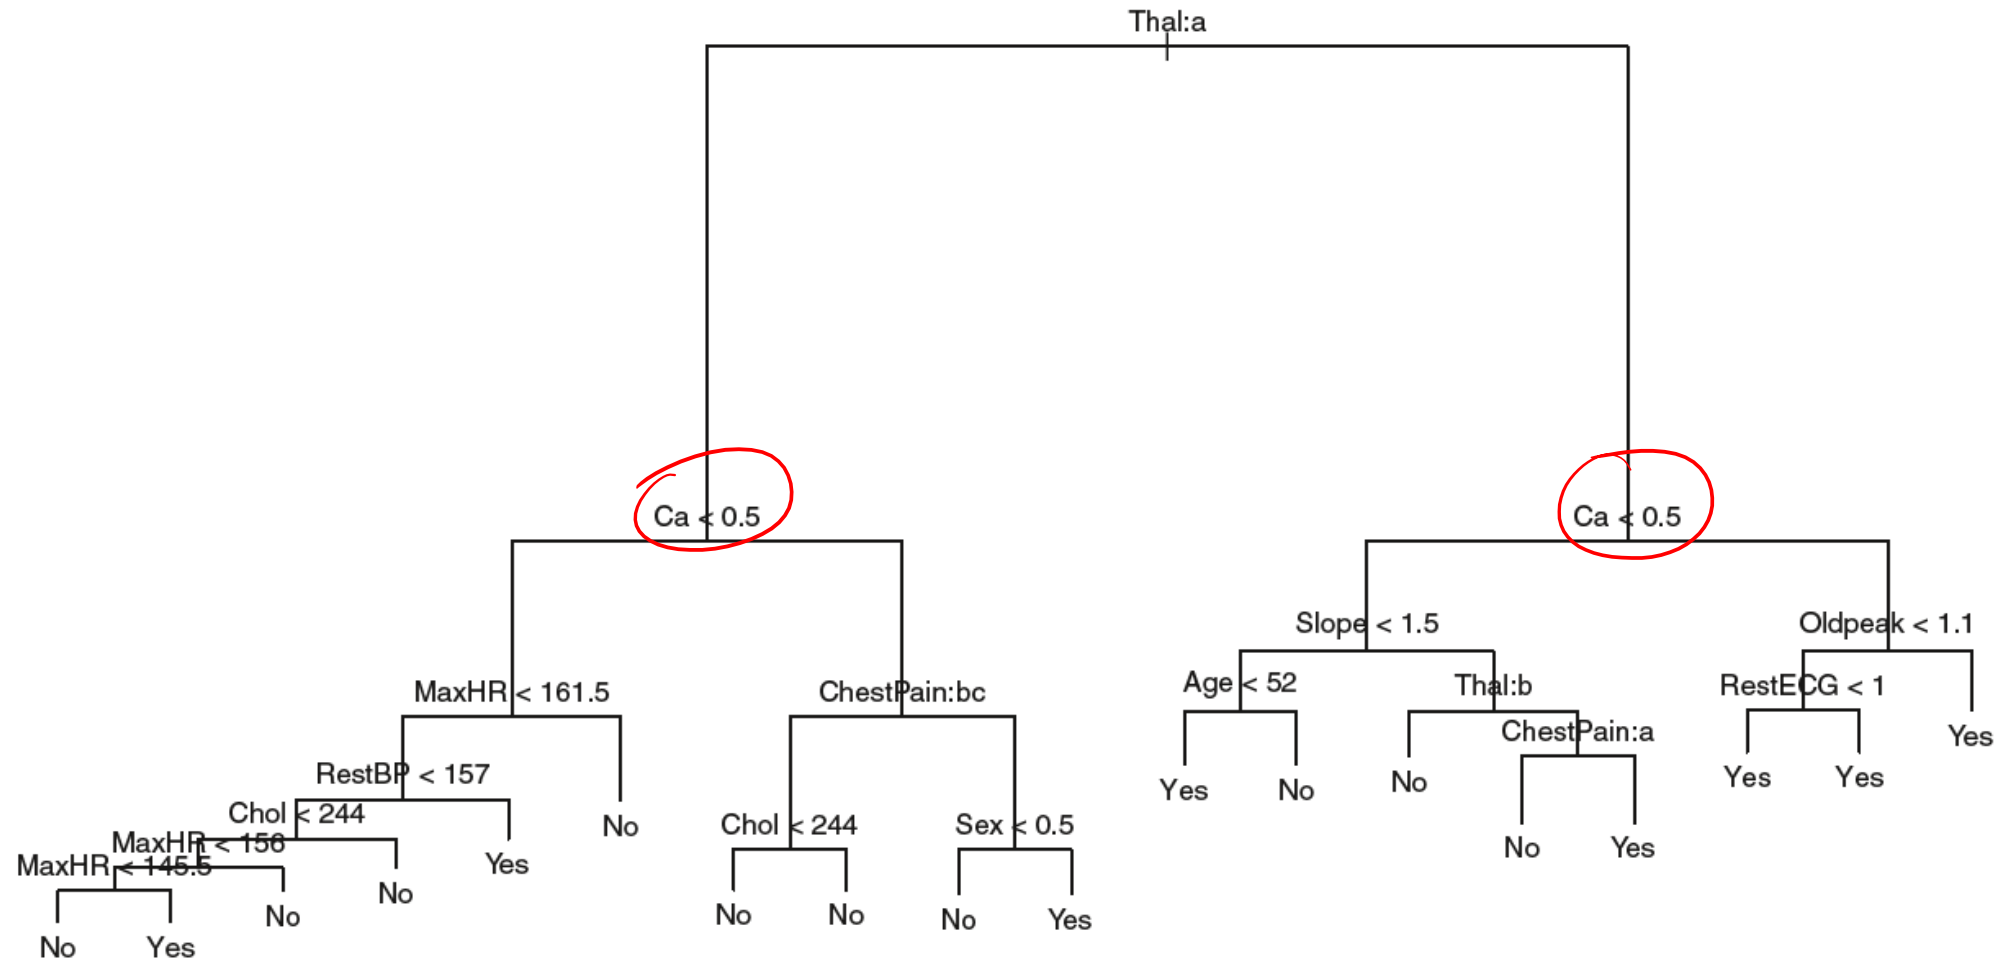 Thal:a
Ca < 0.5
Ca < 0.5
Slope < 1.5
Oldpeak < 1.1
MaxHR < 161.5
ChestPain:bc
Age < 52
Thal:b
RestECG < 1
ChestPain:a
Yes
RestBP < 157
Yes
Yes
Yes
No
No
Chol < 244
No
Chol < 244
Sex < 0.5
MaxHR < 156
No
Yes
MaxHR < 145.5
Yes
No
No
No
No
Yes
No
No
Yes